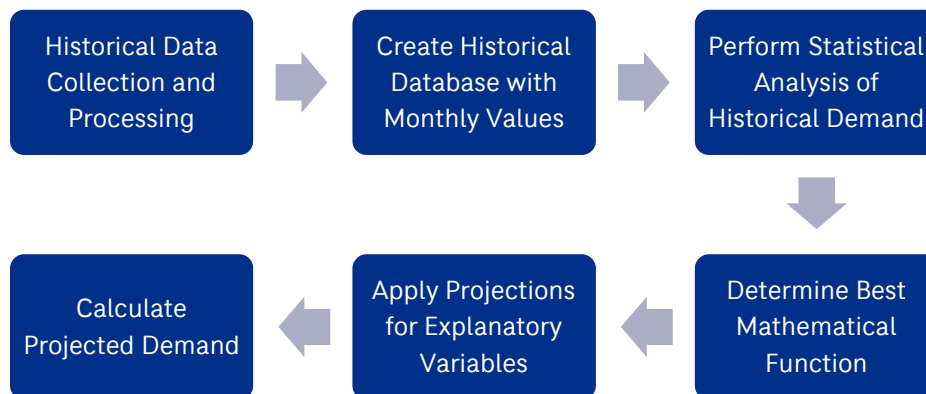 Historical Data
Collection and
Processing
Create Historical
Database with
Monthly Values
Perform Statistical
Analysis of
Historical Demand
Determine Best
Mathematical
Function
Apply Projections
for Explanatory
Variables
Calculate
Projected Demand